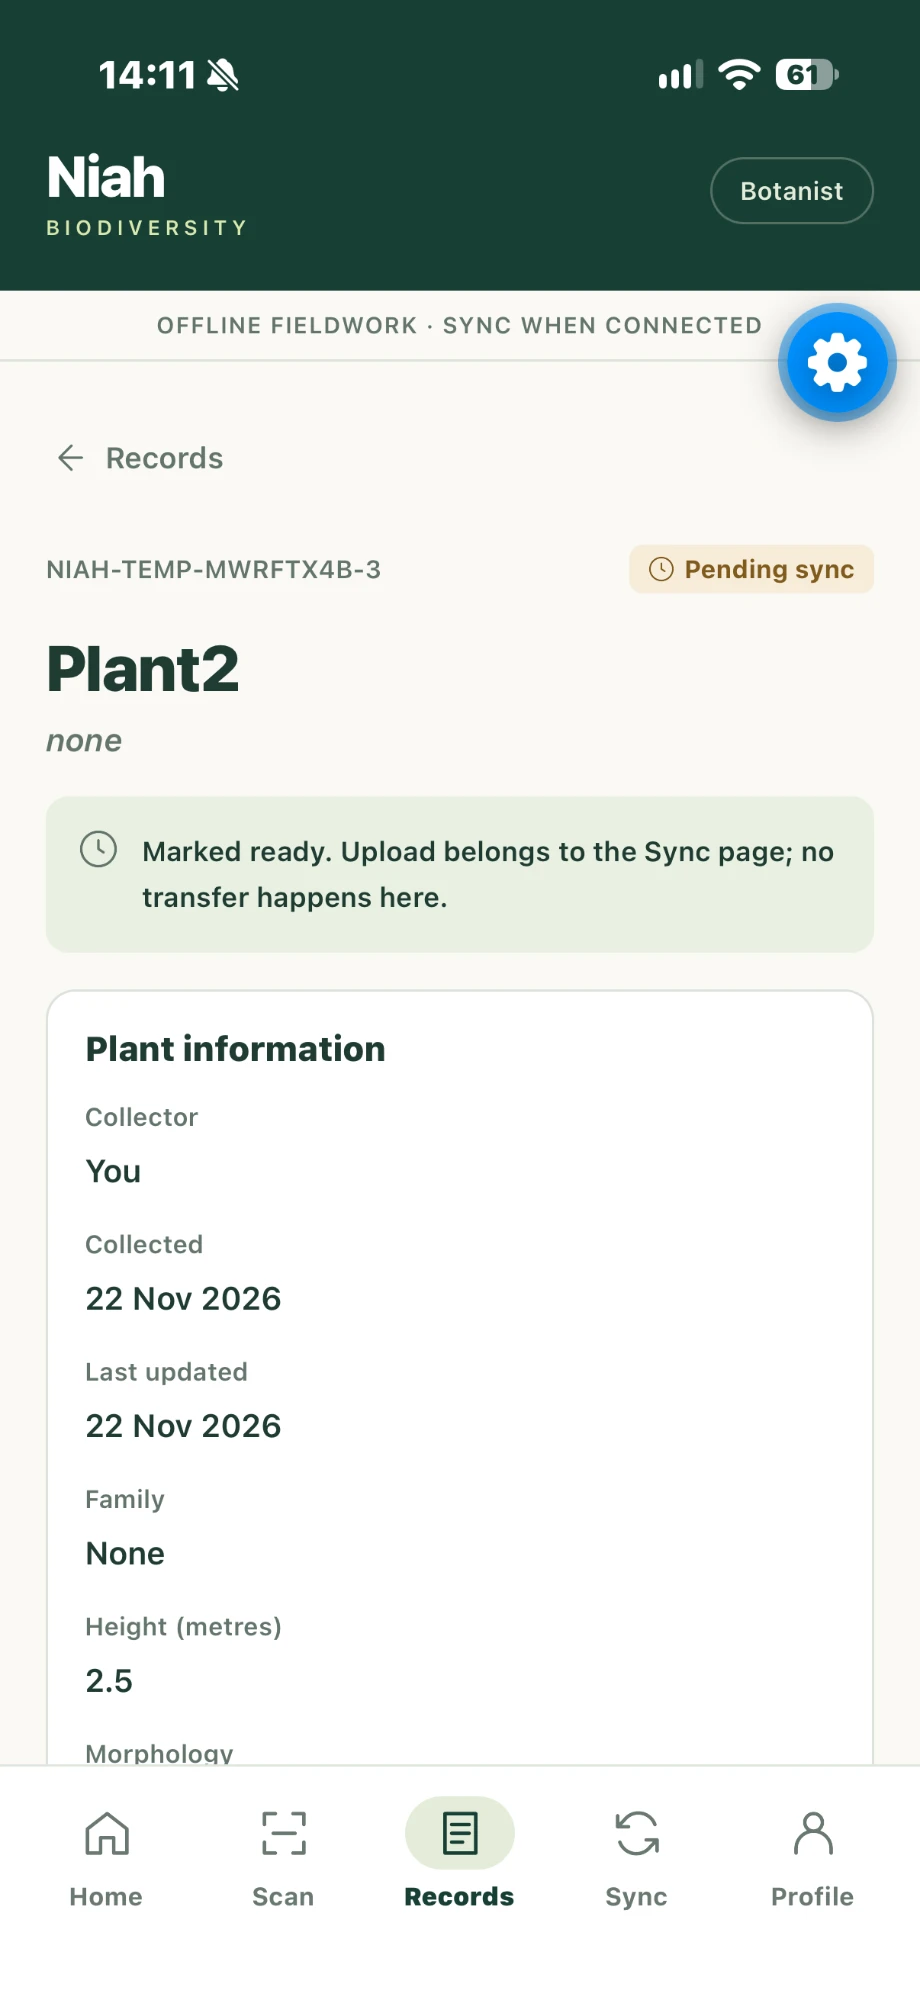 14:11
61
Niah
BIODIVERSITY
Botanist
OFFLINE FIELDWORK · SYNC WHEN CONNECTED
Records
NIAH-TEMP-MWRFTX4B-3
Pending sync
Plant2
none
Marked ready. Upload belongs to the Sync page; no
transfer happens here.
Plant information
Collector
You
Collected
22 Nov 2026
Last updated
22 Nov 2026
Family
None
Height (metres)
2.5
Morphology
Home
Scan
Records
Sync
Profile